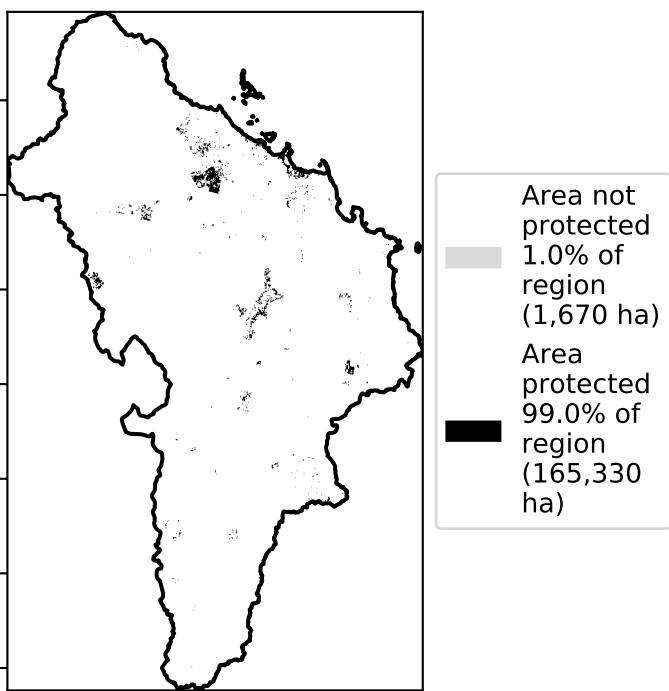 Area not
protected
1.0% of
region
(1,670 ha)
Area
protected
99.0% of
region
(165,330
ha)